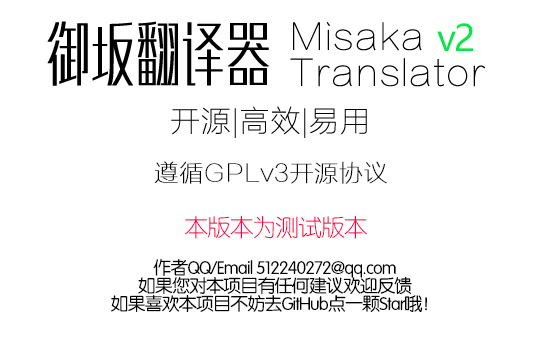 御坂翻译器 Misaka v2
Translator
开源|高效|易用
遵循GPLv3开源协议
本版本为测试版本
作者QQ/Email 512240272@qq.com
如果您对本项目有任何建议欢迎反馈
如果喜欢本项目不妨去GitHub点一颗Star哦！